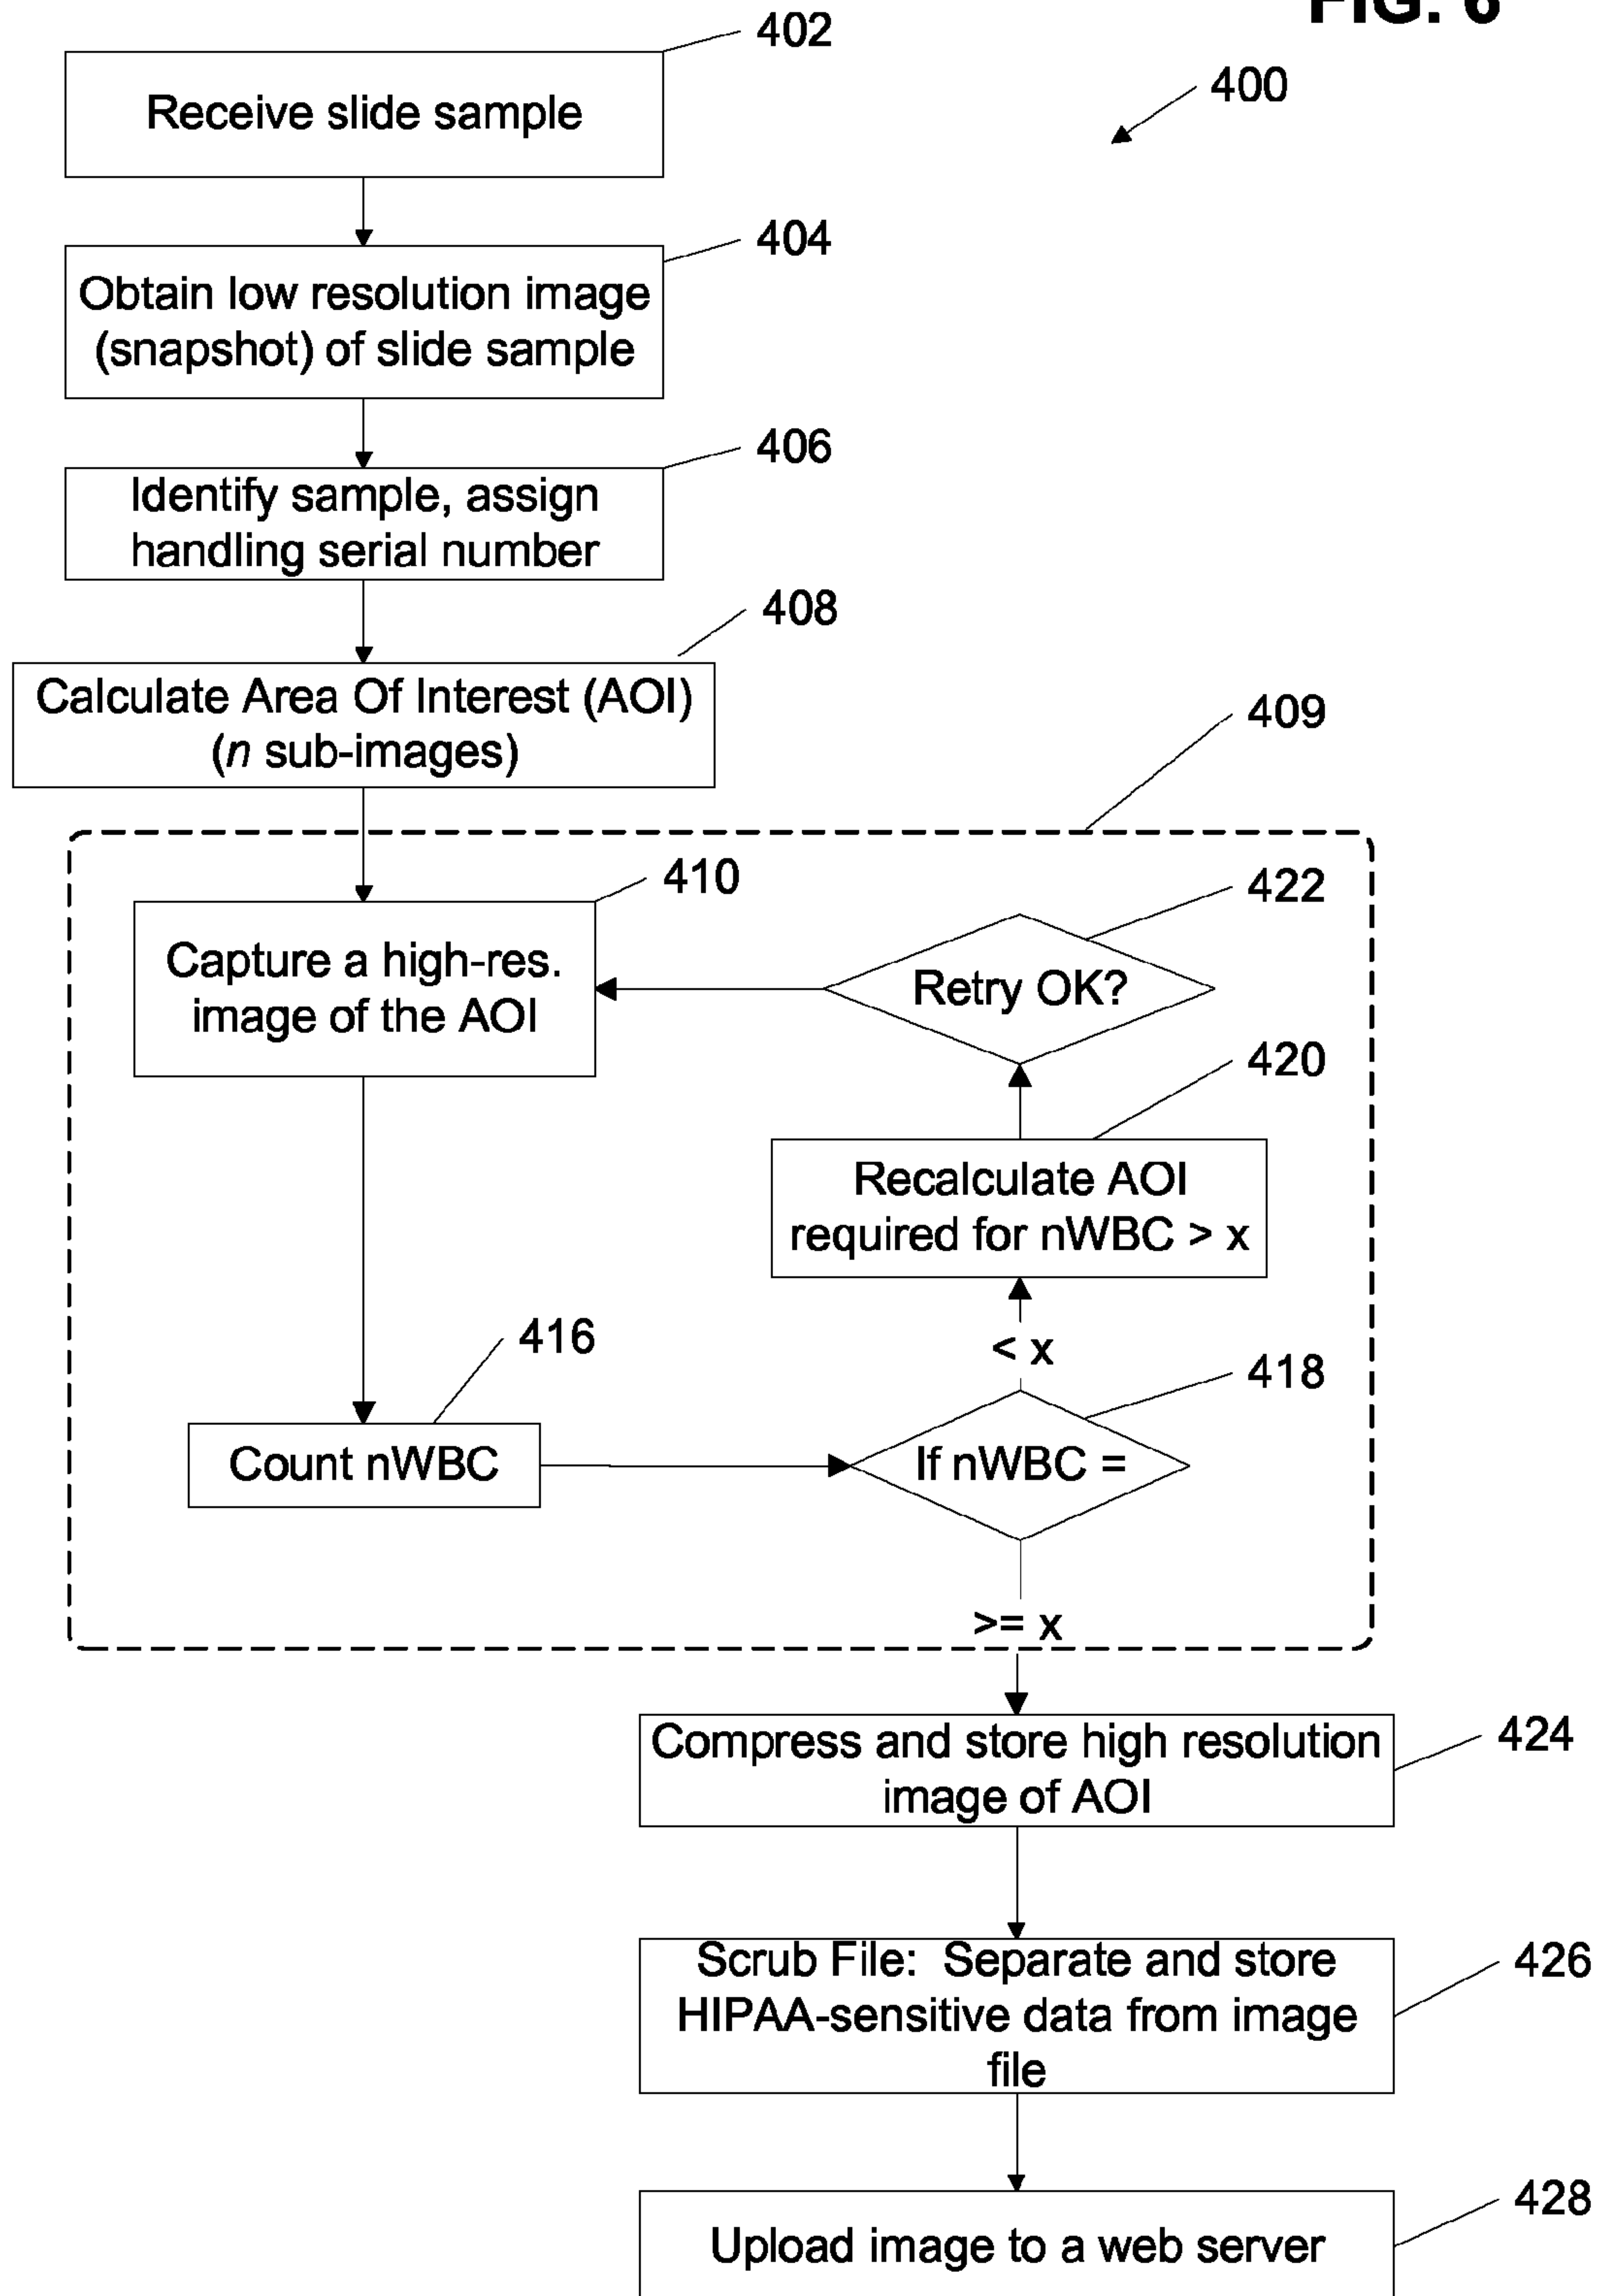 FIG. 6
402
Receive slide sample
400
404
Obtain low resolution image
(snapshot) of slide sample
406
Identify sample, assign
handling serial number
408
Calculate Area Of Interest (AOI)
(n sub-images)
409
410
Capture a high-res.
image of the AOI
422
Retry OK?
420
Recalculate AOI
required for nWBC > x
< x
416
Count nWBC
418
If nWBC =
>= x
424
Compress and store high resolution
image of AOI
426
Scrub File: Separate and store
HIPAA-sensitive data from image
file
428
Upload image to a web server